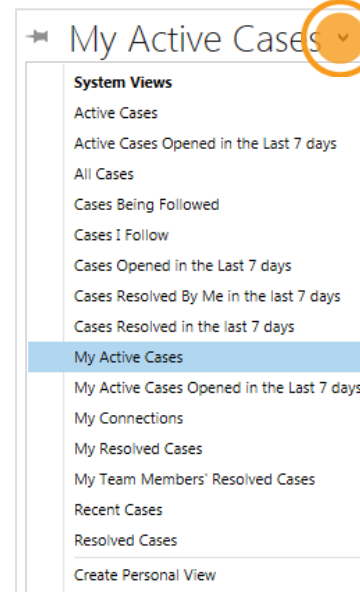 My Active Cases
System Views
Active Cases
Active Cases Opened in the Last 7 days
All Cases
Cases Being Followed
Cases I Follow
Cases Opened in the Last 7 days
Cases Resolved By Me in the last 7 days
Cases Resolved in the last 7 days
My Active Cases
My Active Cases Opened in the Last 7 days
My Connections
My Resolved Cases
My Team Members' Resolved Cases
Recent Cases
Resolved Cases
Create Personal View